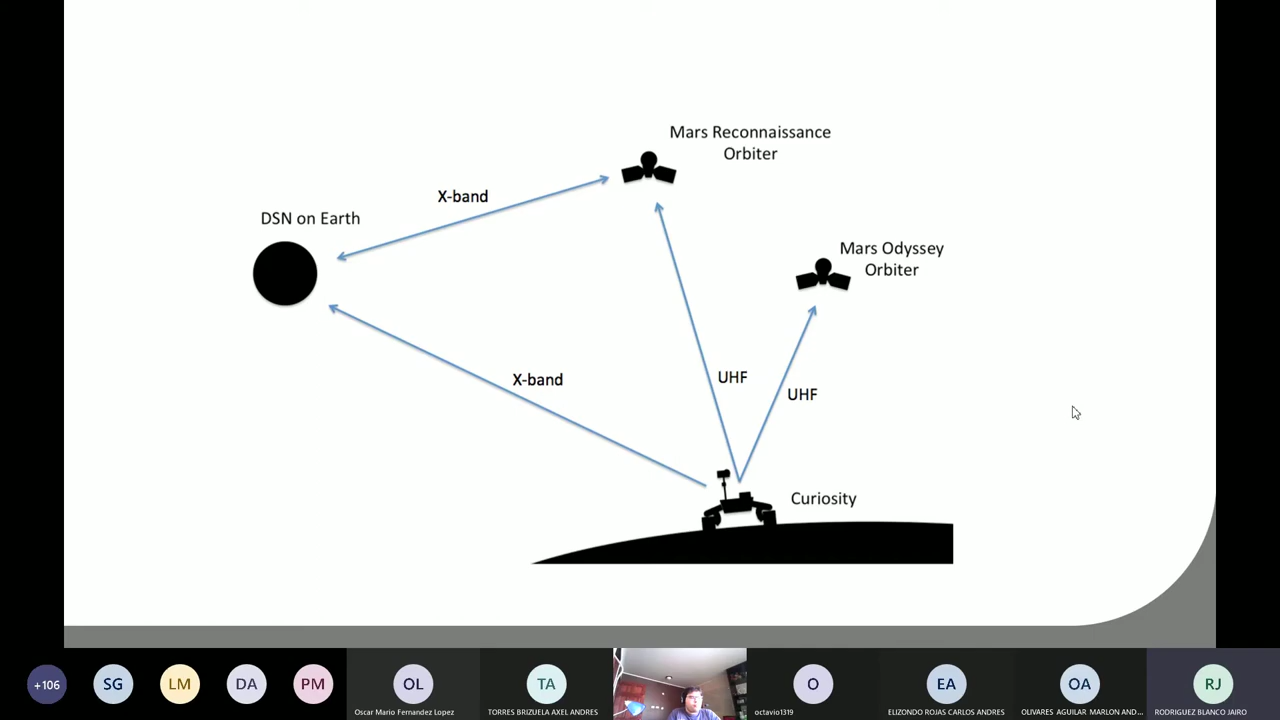 Mars Reconnaissance
Orbiter
X-band
DSN on Earth
Mars Odyssey
Orbiter
X-band
UHF
UHF
Curiosity
+106
SG
LM
DA
PM
OL
TA
O
EA
OA
RJ
Oscar Mario Fernandez Lopez
TORRES BRIZUELA AXEL ANDRES
octavio1319
ELIZONDO ROJAS CARLOS ANDRES
OLIVARES AGUILAR MARLON AND...
RODRIGUEZ BLANCO JAIRO